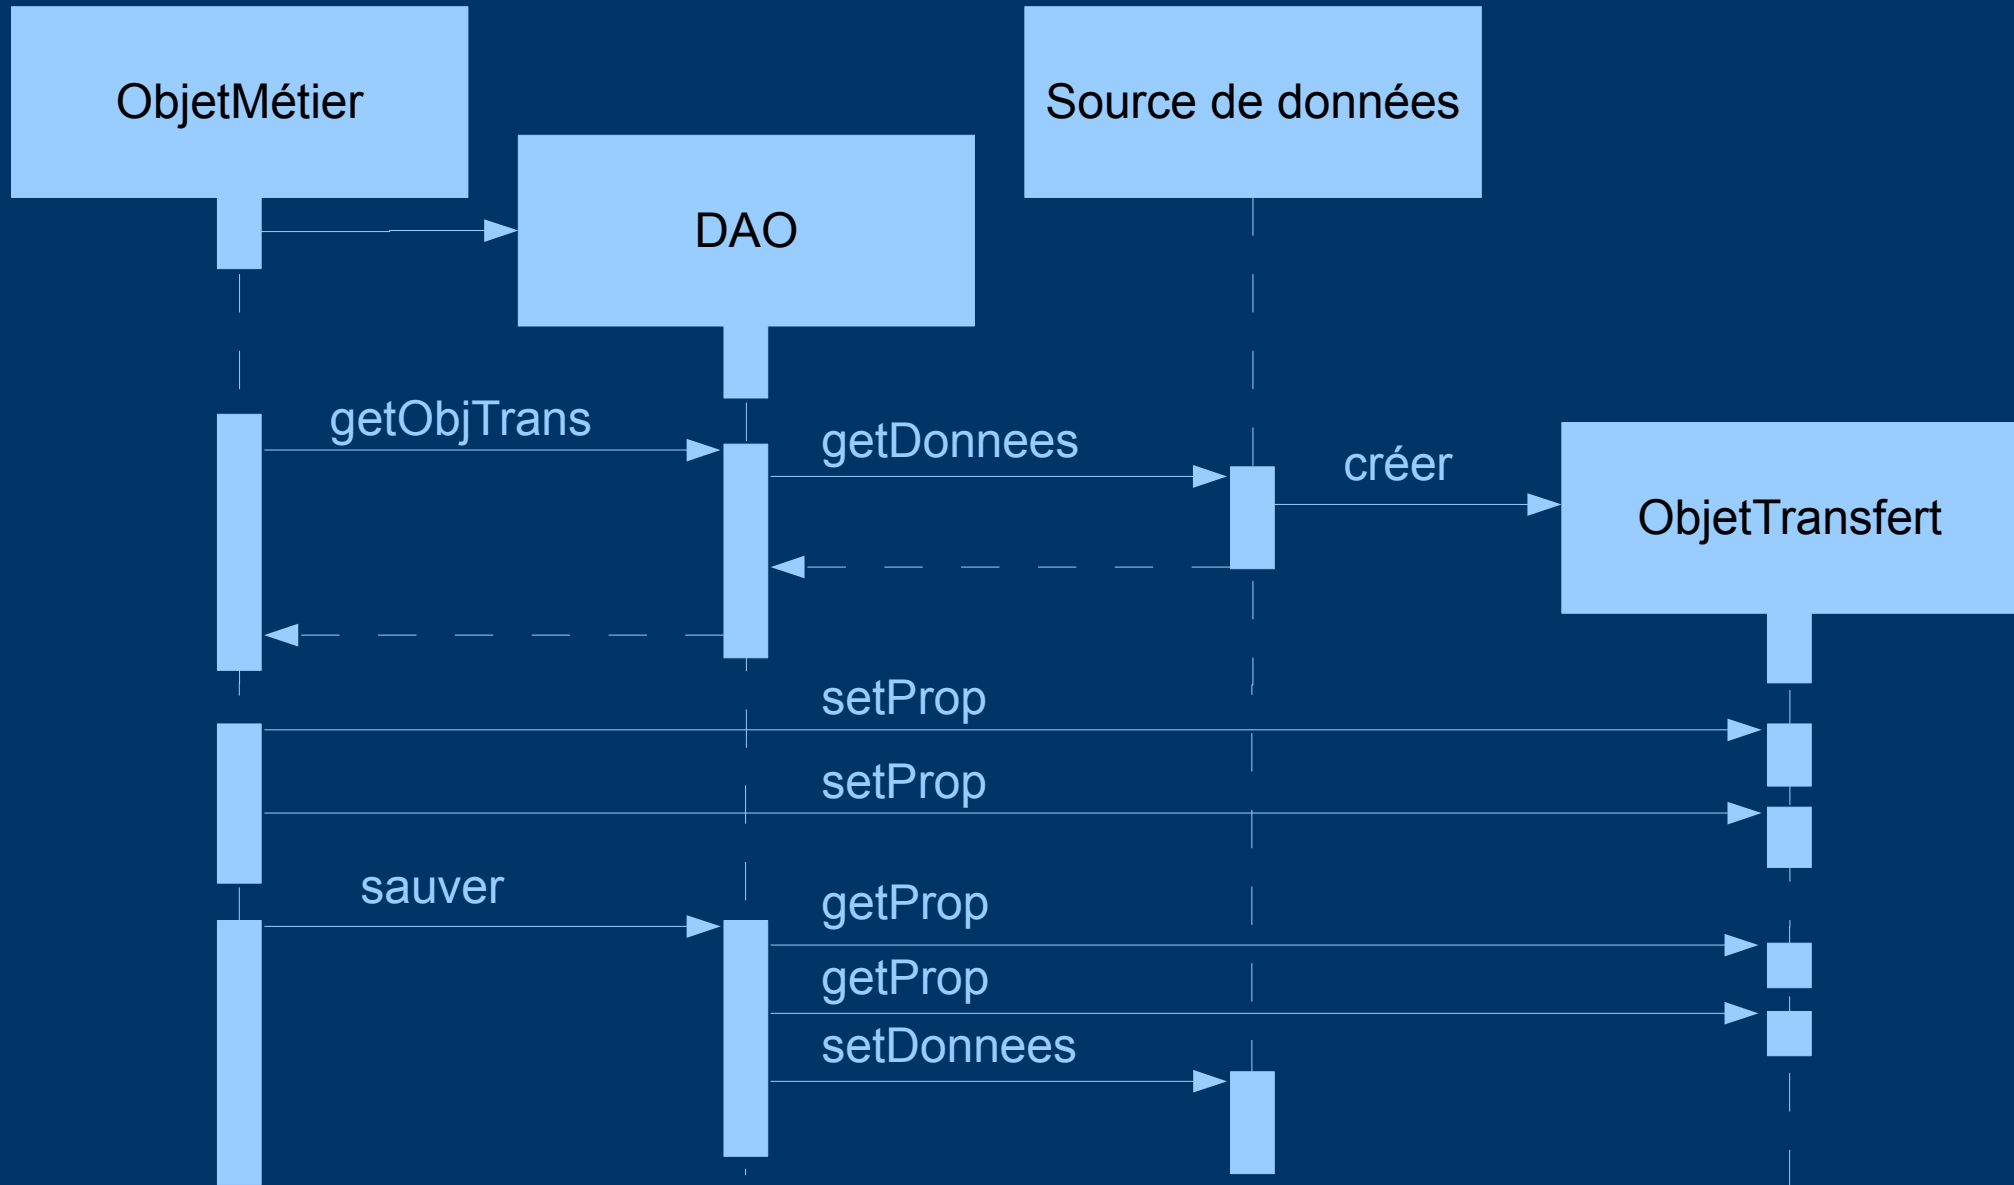 ObjetMétier
Source de données
DAO
getObjTrans
getDonnees
créer
ObjetTransfert
setProp
setProp
sauver
getProp
getProp
setDonnees